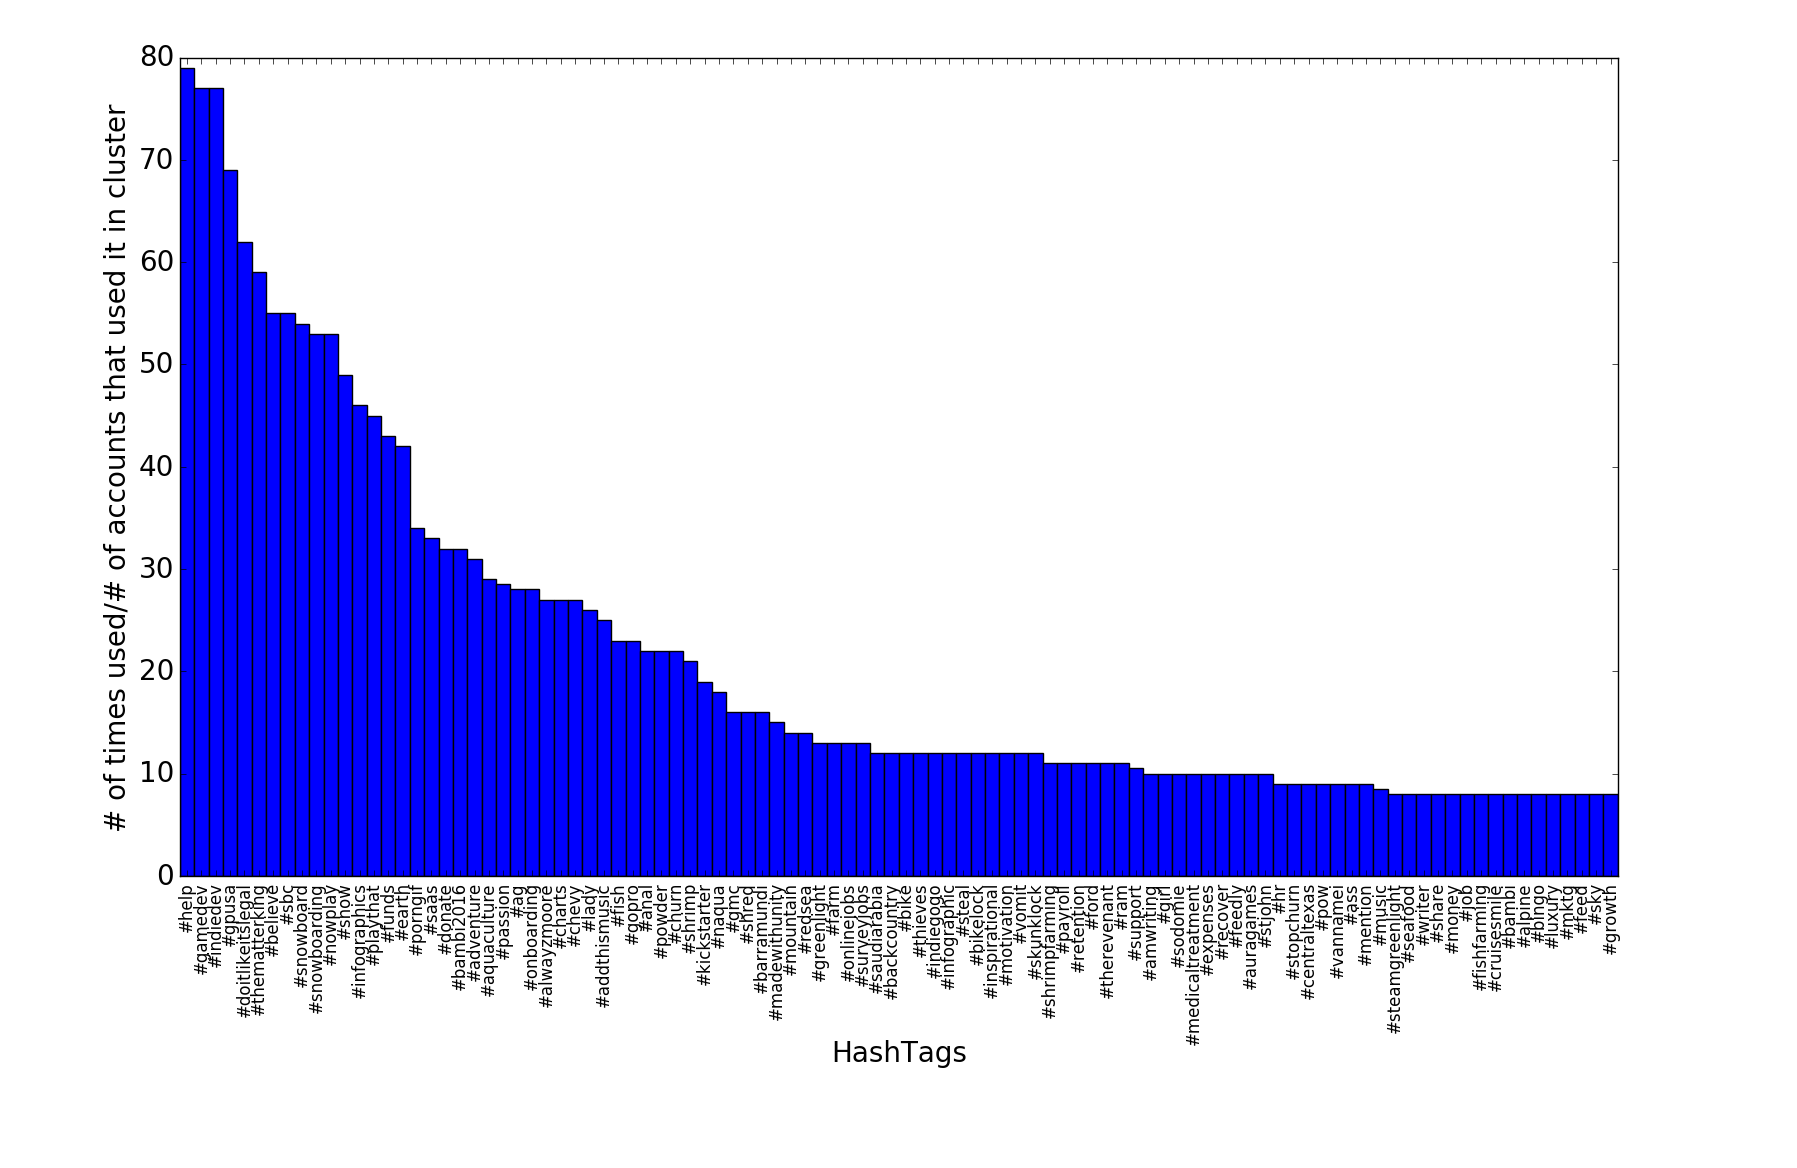 # of times used/# of accounts that used it in cluster
80
70
60
50
40
30
20
10
0
#help
#gamedev
#indiedev
#gpusa
#doitlikeitslegal
#thematterking
#believe
#sbc
#snowboard
#snowboarding
#nowplay
#snow
#infographics
#playthat
#funds
#earth
#porngif
#saas
#donate
#bambi2016
#adventure
#aquaculture
#passion
#ag
#onboarding
#alwayzmoore
#charts
#chevy
#lady
#addthismusic
#fish
#gopro
#anal
#powder
#churn
#shrimp
#kickstarter
#naqua
#gmc
#shred
#barramundi
#madewithunity
#mountain
#redsea
#greenlight
#farm
#onlinejobs
#surveyjobs
#saudiarabia
#backcountry
#bike
#thieves
#indiegogo
#infographic
#steal
#bikelock
#inspirational
#motivation
#vomit
#skunklock
#shrimpfarming
#payroll
#retention
#ford
#therevenant
#ram
#support
#amwriting
#girl
#sodomie
#medicaltreatment
#expenses
#recover
#feedly
#auragames
#stjohn
#hr
#stopchurn
#centraltexas
#pow
#vannamei
#ass
#mention
#music
#steamgreenlight
#seafood
#writer
#share
#money
#job
#fishfarming
#cruisesmile
#bambi
#alpine
#bingo
#luxury
#mktg
#feed
#sky
#growth
HashTags